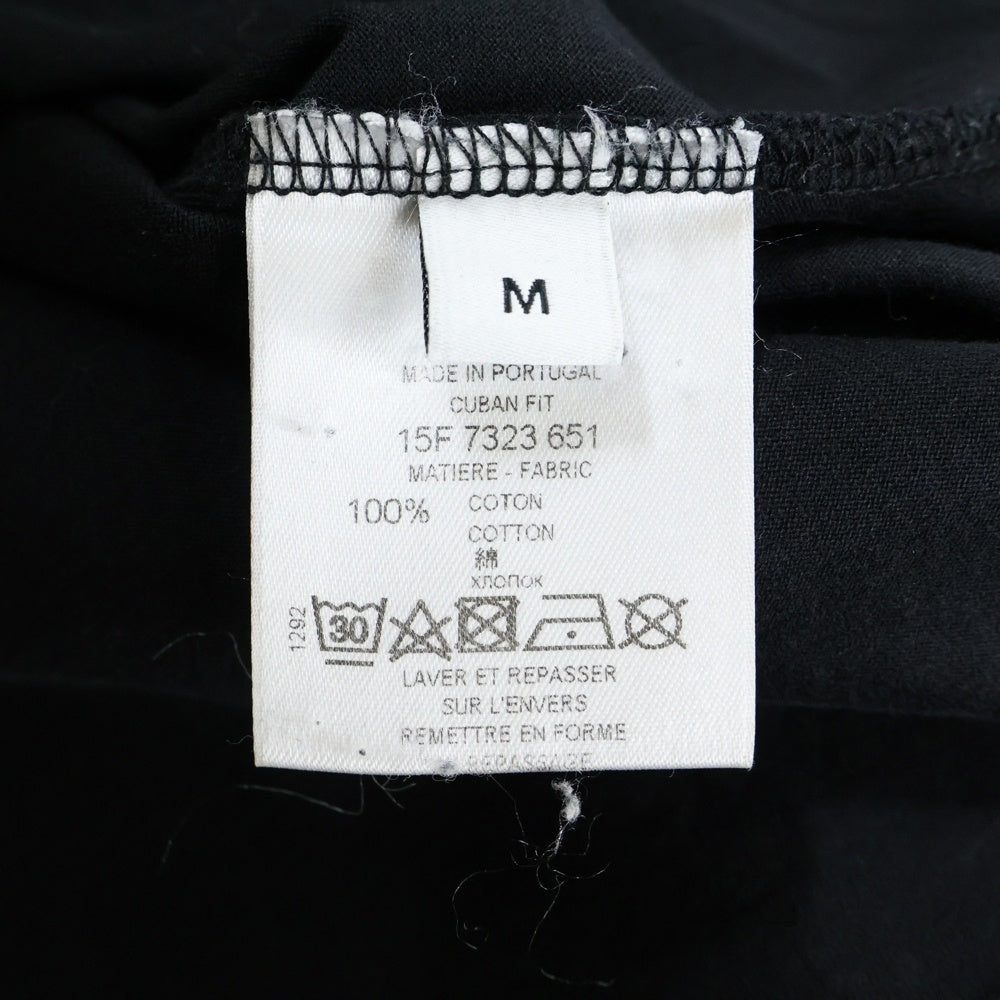 M
MADE IN PORTUGAL
CUBAN FIT
15F 7323 651
MATIERE - FABRIC
100% COTON
COTTON
綿
ХЛОПОК
1292
30
LAVER ET REPASSER
SUR L'ENVERS
REMETTRE EN FORME
REPASSAGE